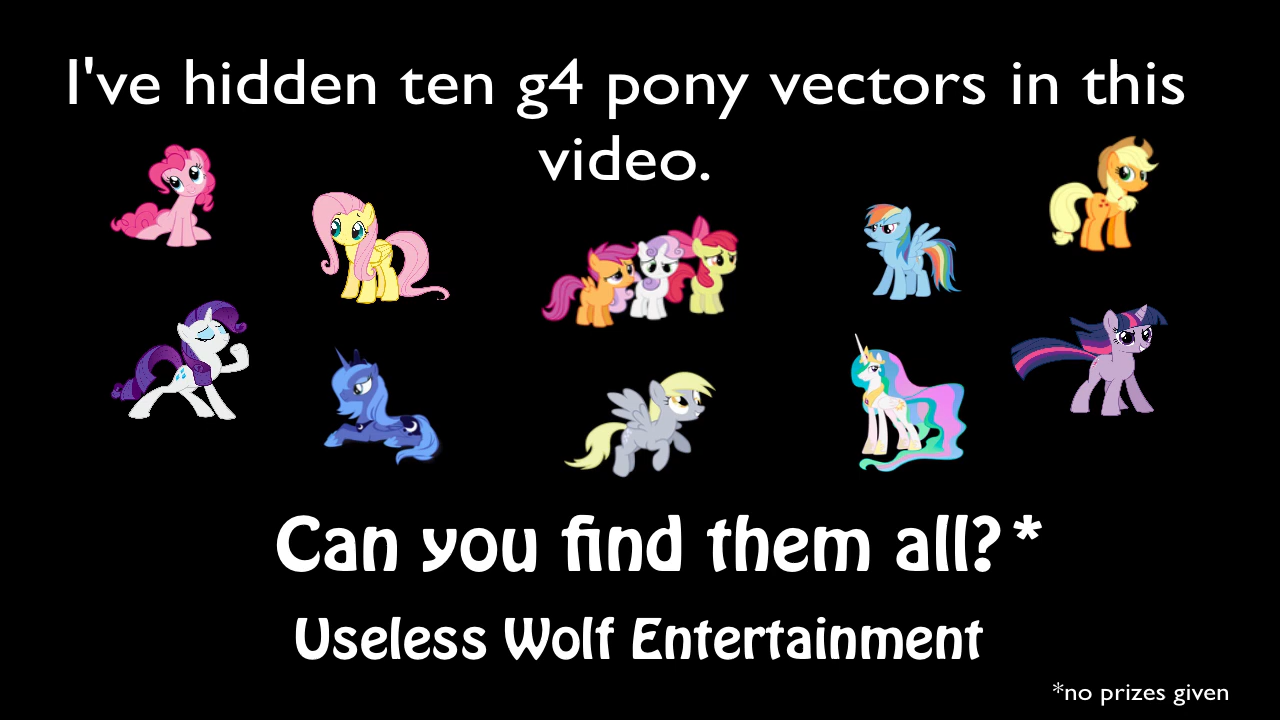 I've hidden ten g4 pony vectors in this
video.
Can you find them all?*
Useless Wolf Entertainment
*no prizes given